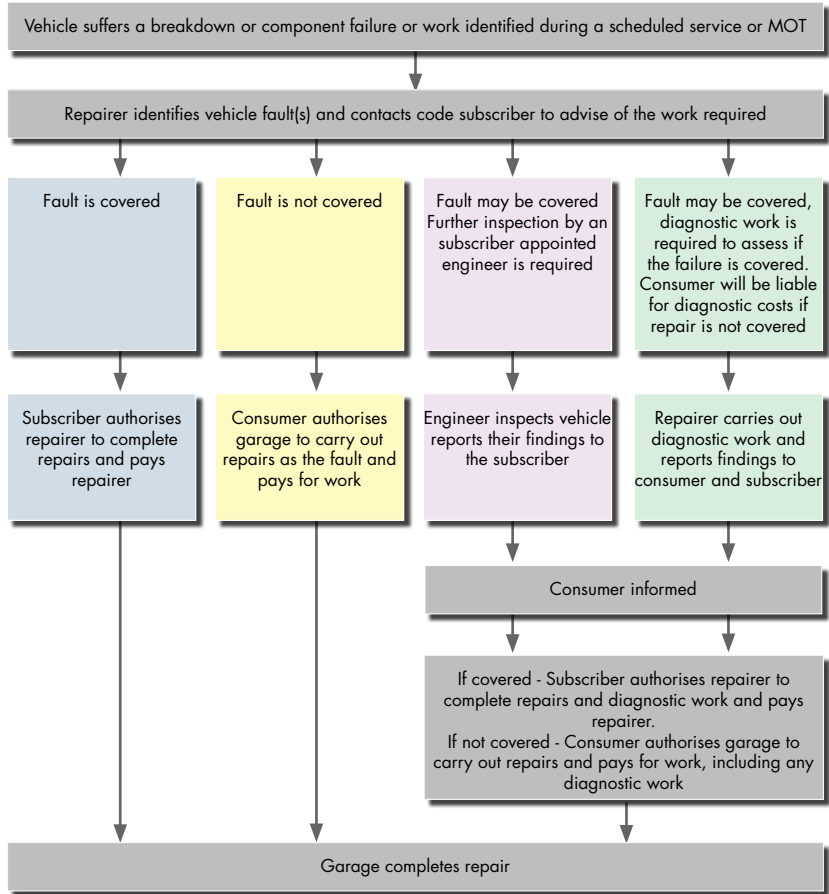 Vehicle suffers a breakdown or component failure or work identified during a scheduled service or MOT
Repairer identifies vehicle fault(s) and contacts code subscriber to advise of the work required
Fault is covered
Fault is not covered
Fault may be covered
Further inspection by an
subscriber appointed
engineer is required
Fault may be covered,
diagnostic work is
required to assess if
the failure is covered.
Consumer will be liable
for diagnostic costs if
repair is not covered
Subscriber authorises
repairer to complete
repairs and pays
repairer
Consumer authorises
garage to carry out
repairs as the fault and
pays for work
Engineer inspects vehicle
reports their findings to
the subscriber
Repairer carries out
diagnostic work and
reports findings to
consumer and subscriber
Consumer informed
If covered - Subscriber authorises repairer to
complete repairs and diagnostic work and pays
repairer.
If not covered - Consumer authorises garage to
carry out repairs and pays for work, including any
diagnostic work
Garage completes repair